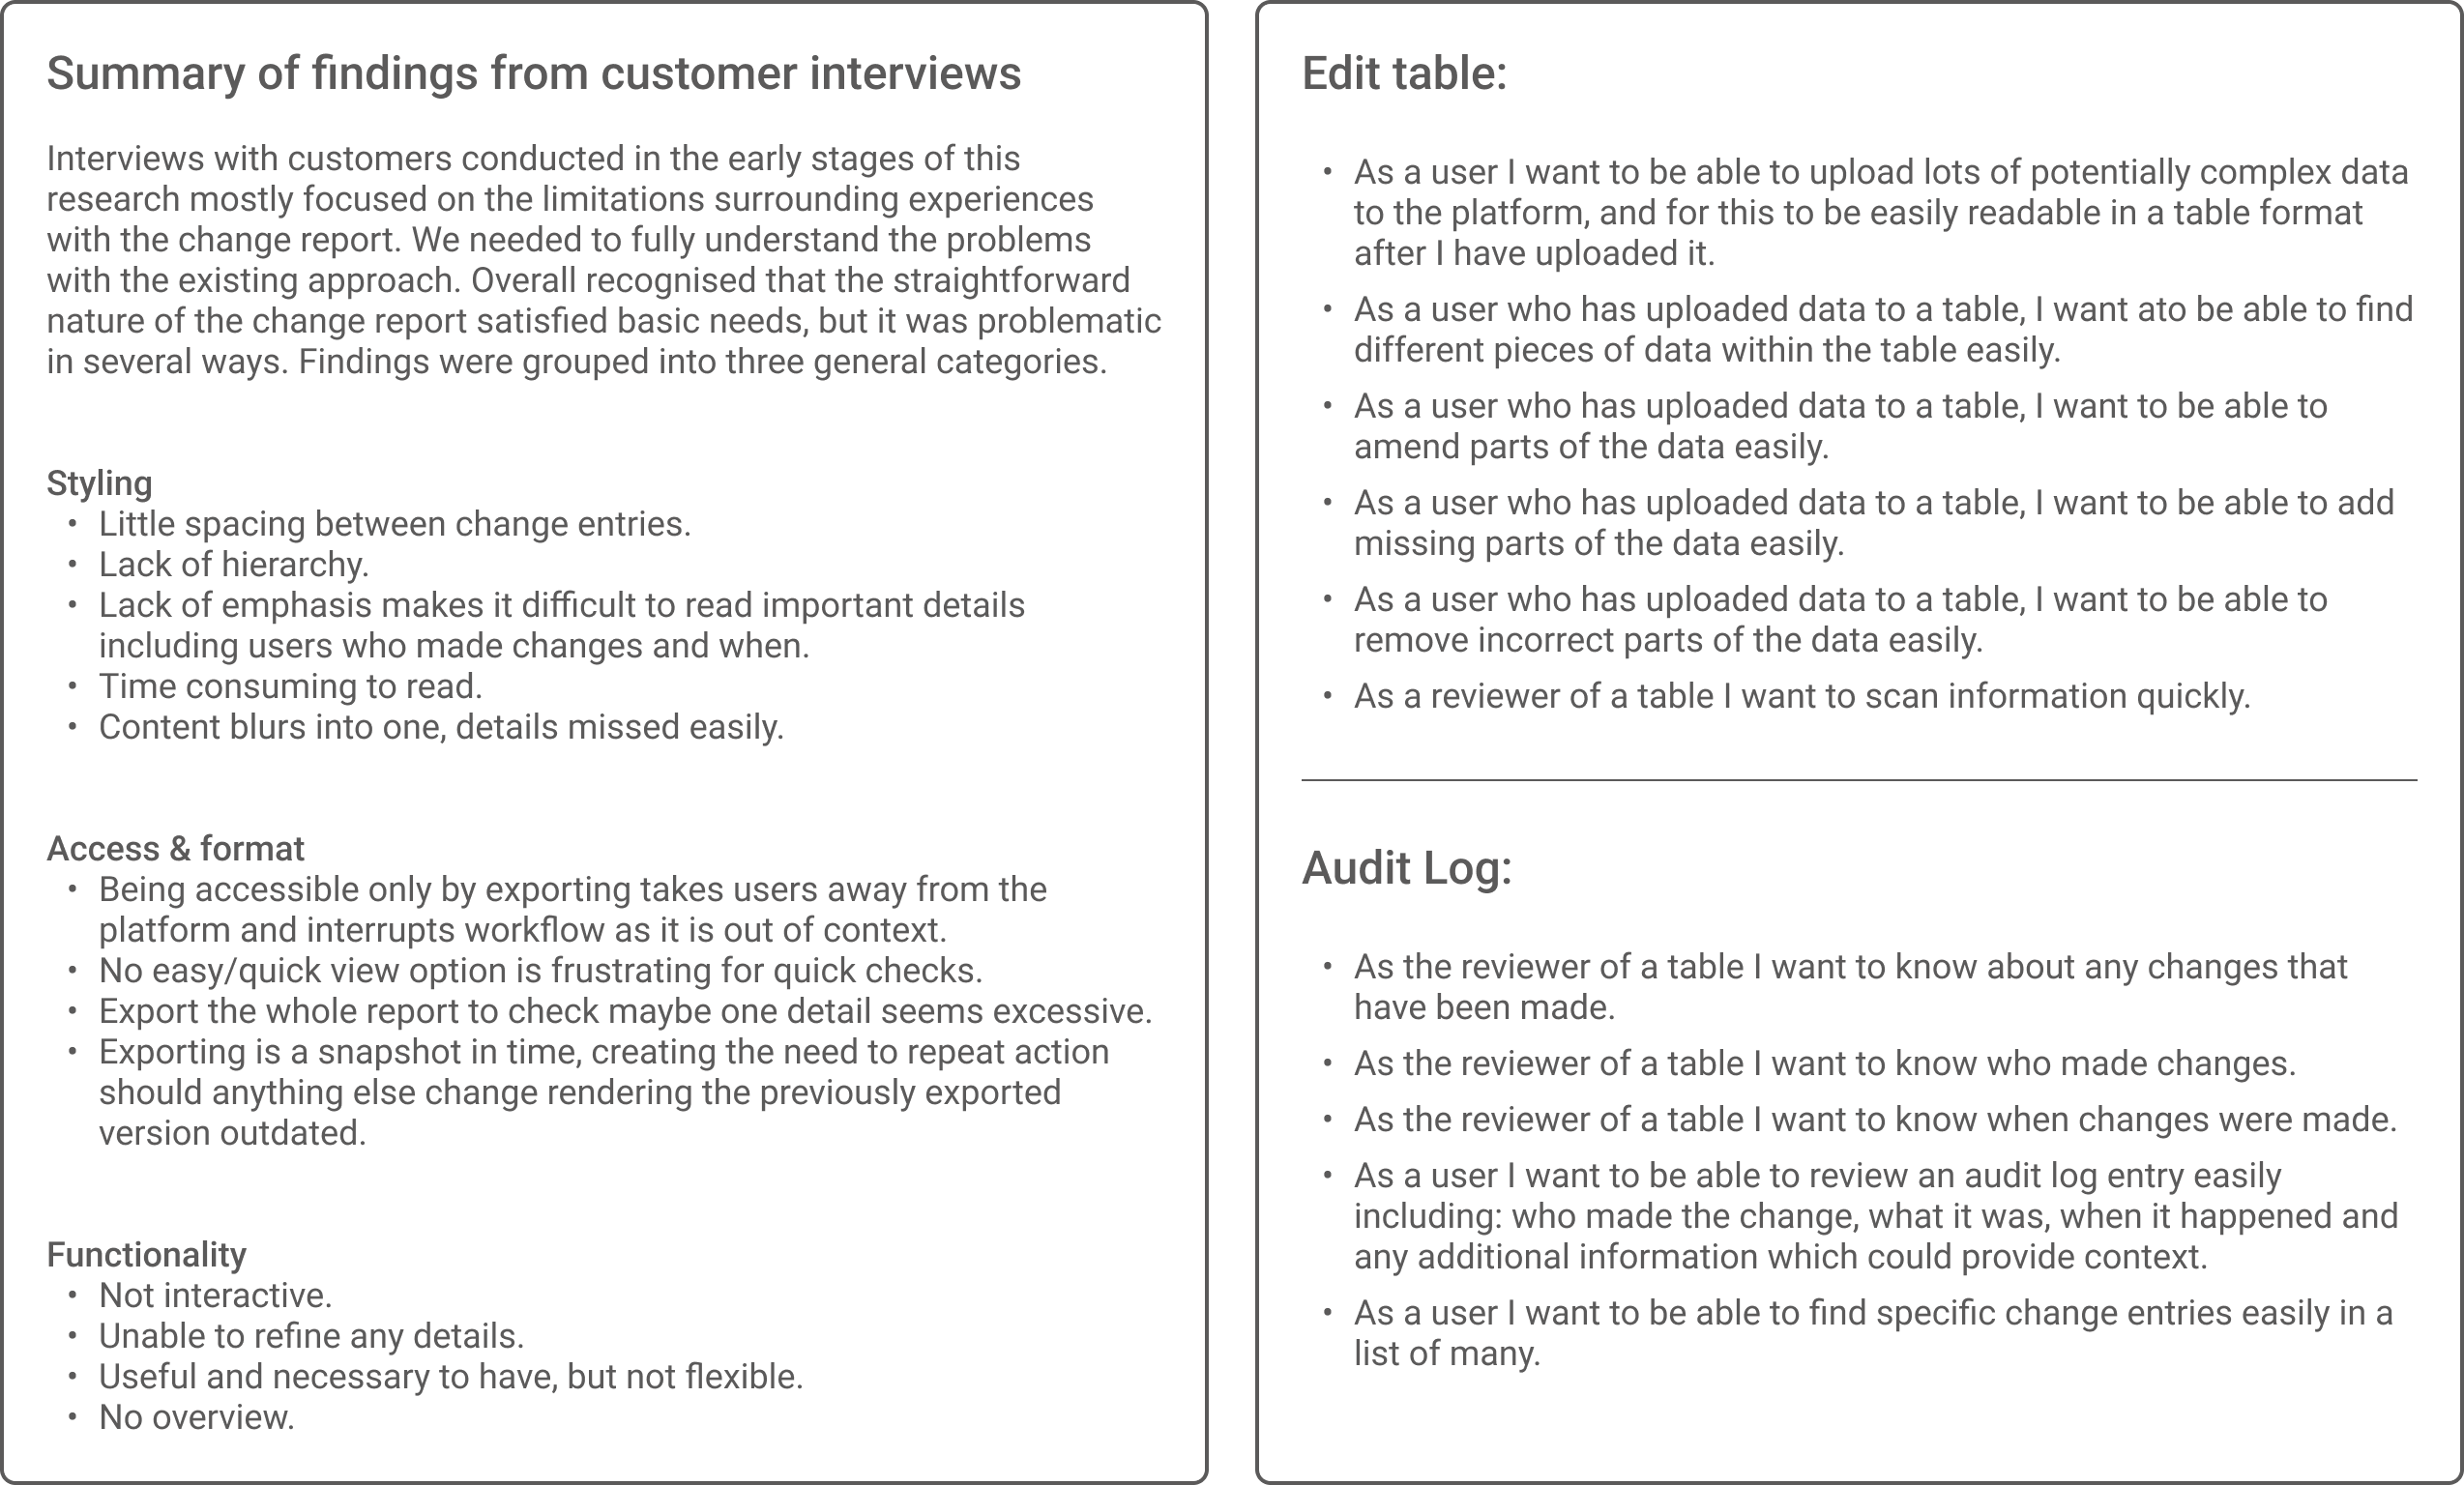 Summary of findings from customer interviews
Interviews with customers conducted in the early stages of this
research mostly focused on the limitations surrounding experiences
with the change report. We needed to fully understand the problems
with the existing approach. Overall recognised that the straightforward
nature of the change report satisfied basic needs, but it was problematic
in several ways. Findings were grouped into three general categories.
Styling
• Little spacing between change entries.
• Lack of hierarchy.
• Lack of emphasis makes it difficult to read important details
including users who made changes and when.
• Time consuming to read.
• Content blurs into one, details missed easily.
Access & format
• Being accessible only by exporting takes users away from the
platform and interrupts workflow as it is out of context.
• No easy/quick view option is frustrating for quick checks.
• Export the whole report to check maybe one detail seems excessive.
• Exporting is a snapshot in time, creating the need to repeat action
should anything else change rendering the previously exported
version outdated.
Functionality
• Not interactive.
• Unable to refine any details.
• Useful and necessary to have, but not flexible.
• No overview.
Edit table:
• As a user I want to be able to upload lots of potentially complex data
to the platform, and for this to be easily readable in a table format
after I have uploaded it.
• As a user who has uploaded data to a table, I want ato be able to find
different pieces of data within the table easily.
• As a user who has uploaded data to a table, I want to be able to
amend parts of the data easily.
• As a user who has uploaded data to a table, I want to be able to add
missing parts of the data easily.
• As a user who has uploaded data to a table, I want to be able to
remove incorrect parts of the data easily.
• As a reviewer of a table I want to scan information quickly.
Audit Log:
• As the reviewer of a table I want to know about any changes that
have been made.
• As the reviewer of a table I want to know who made changes.
• As the reviewer of a table I want to know when changes were made.
• As a user I want to be able to review an audit log entry easily
including: who made the change, what it was, when it happened and
any additional information which could provide context.
• As a user I want to be able to find specific change entries easily in a
list of many.